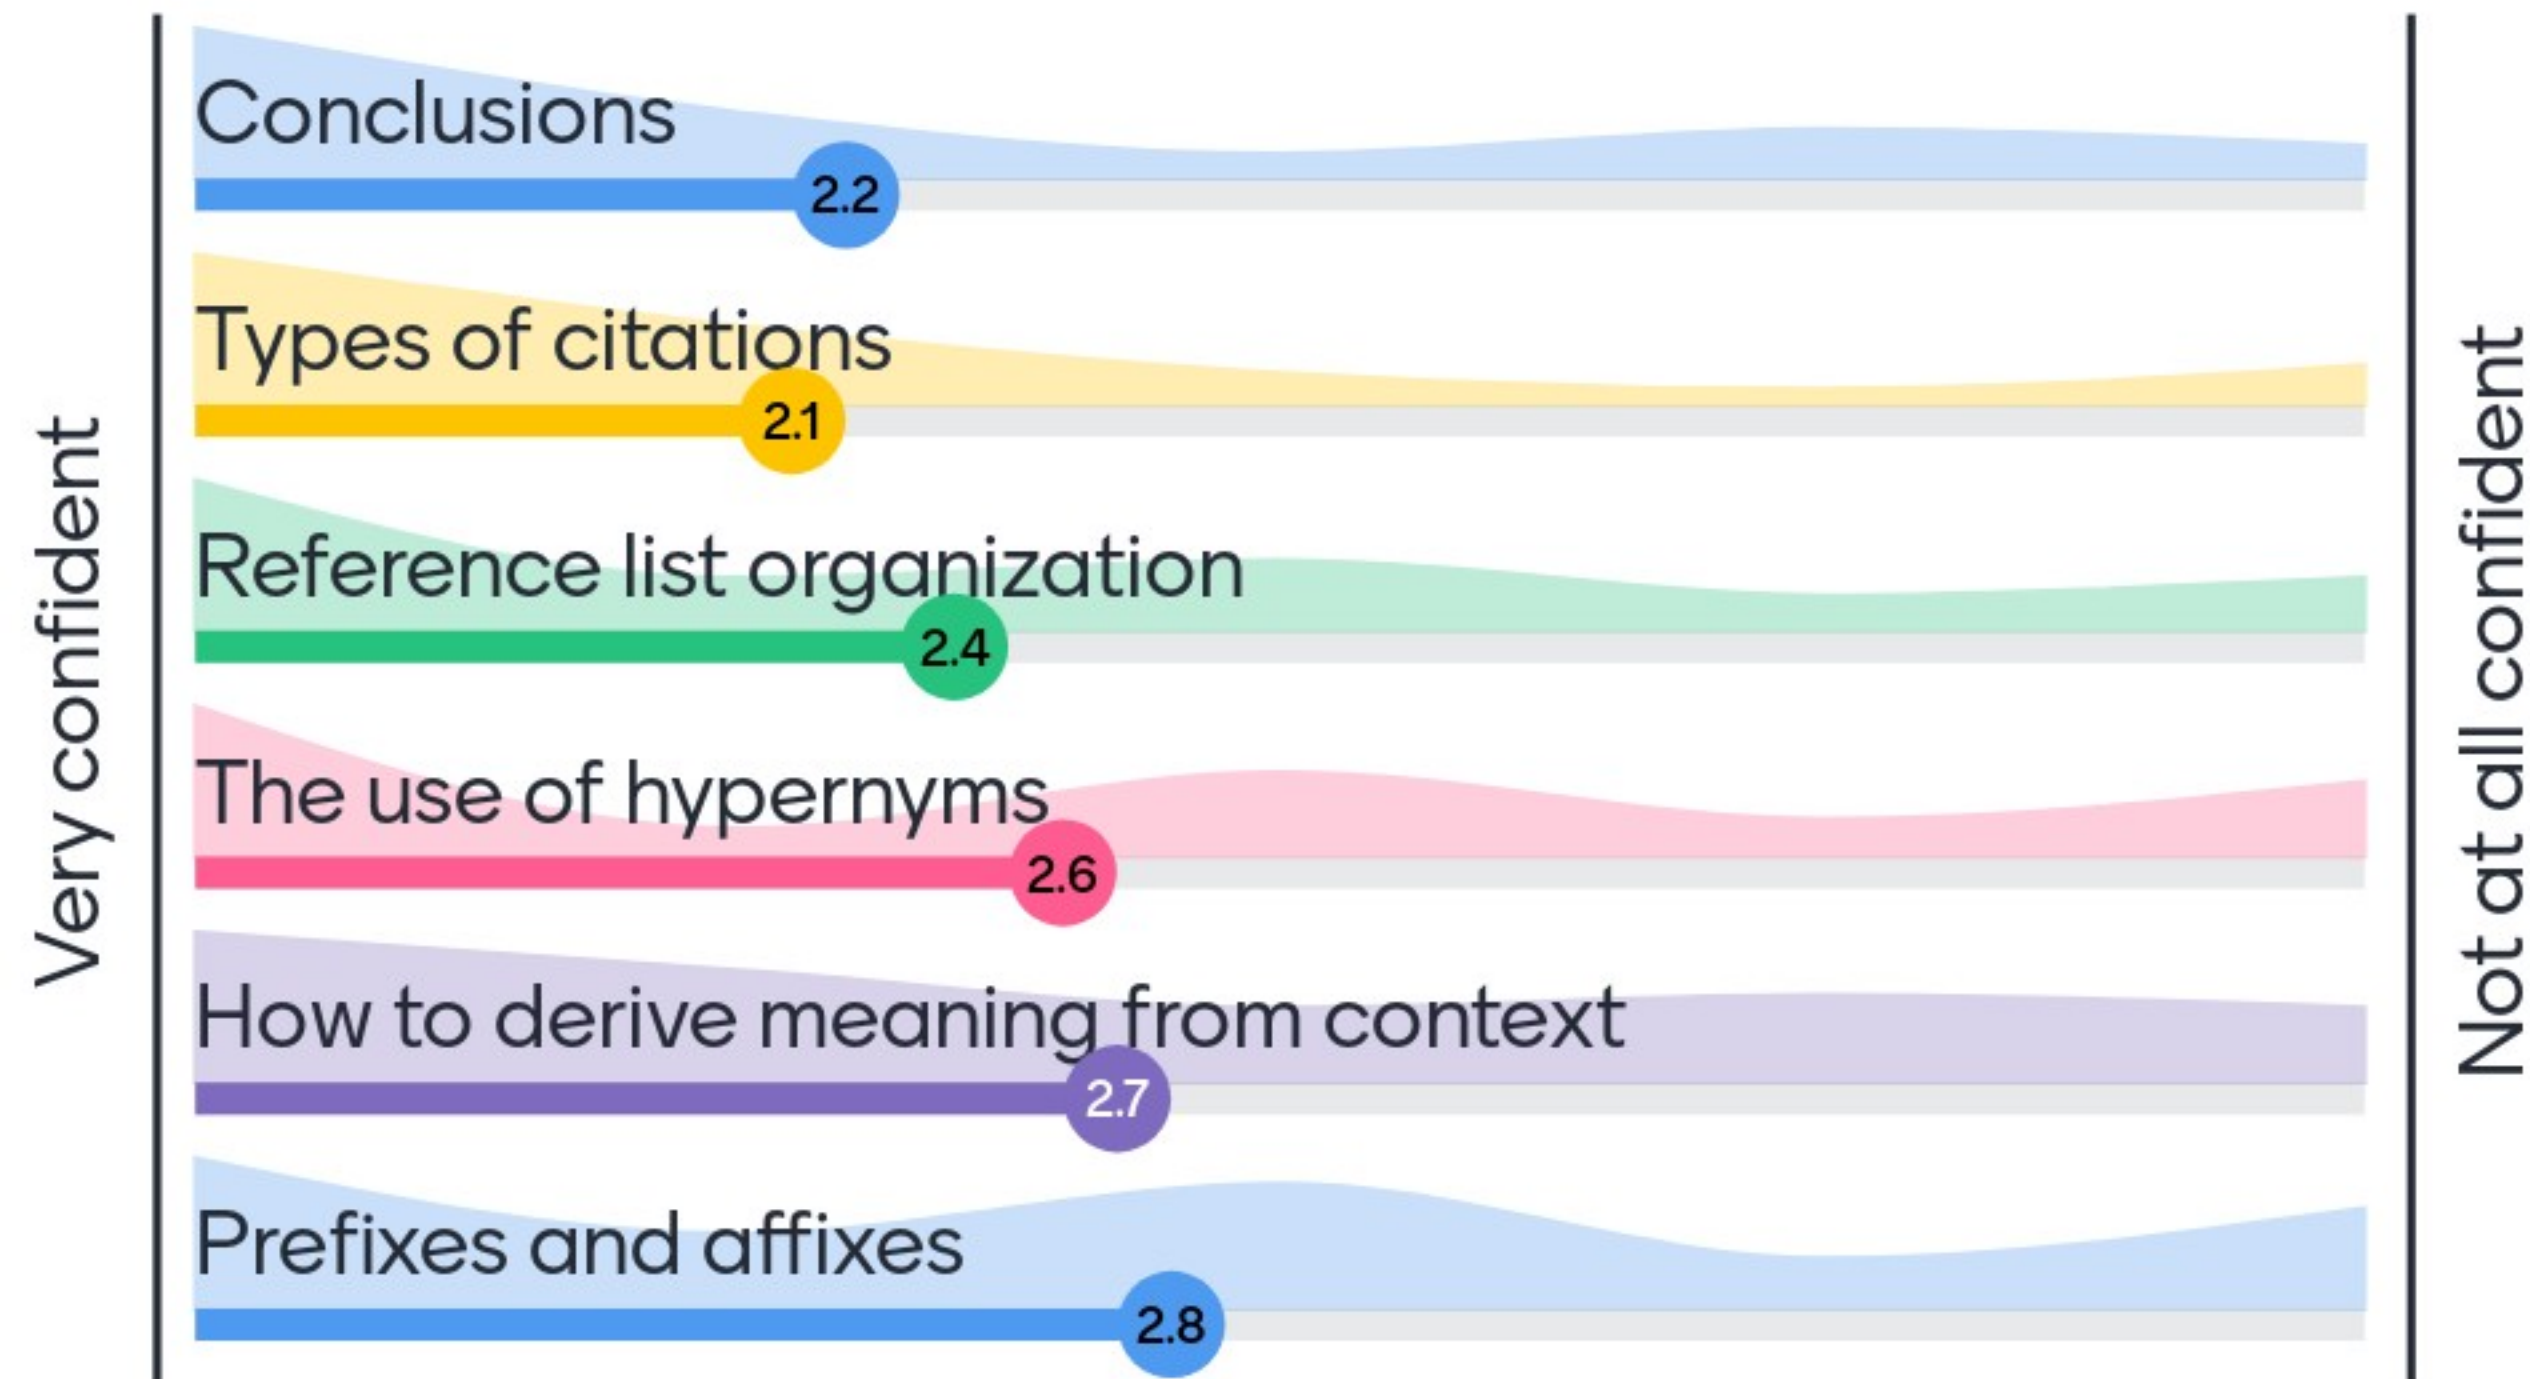 Very confident
Conclusions
2.2
Types of citations
2.1
Reference list organization
2.4
The use of hypernyms
2.6
How to derive meaning from context
2.7
Prefixes and affixes
2.8
Not at all confident